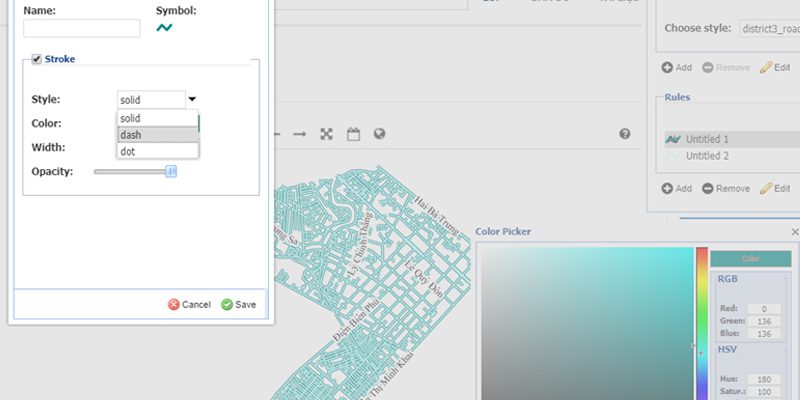 Name:
Symbol:
Stroke
Style:
solid
solid
dash
dot
Color:
Width:
Opacity:
Cancel
Save
Choose style:
district3_road
Add
Remove
Edit
Rules
Untitled 1
Untitled 2
Add
Remove
Edit
Hai Bà Trưng
Lý Chính Thắng
Lê Quý Đôn
Điện Biên Phủ
Thị Minh Khai
Color Picker
Color
RGB
Red:
0
Green:
136
Blue:
136
HSV
Hue:
180
Satur.:
100